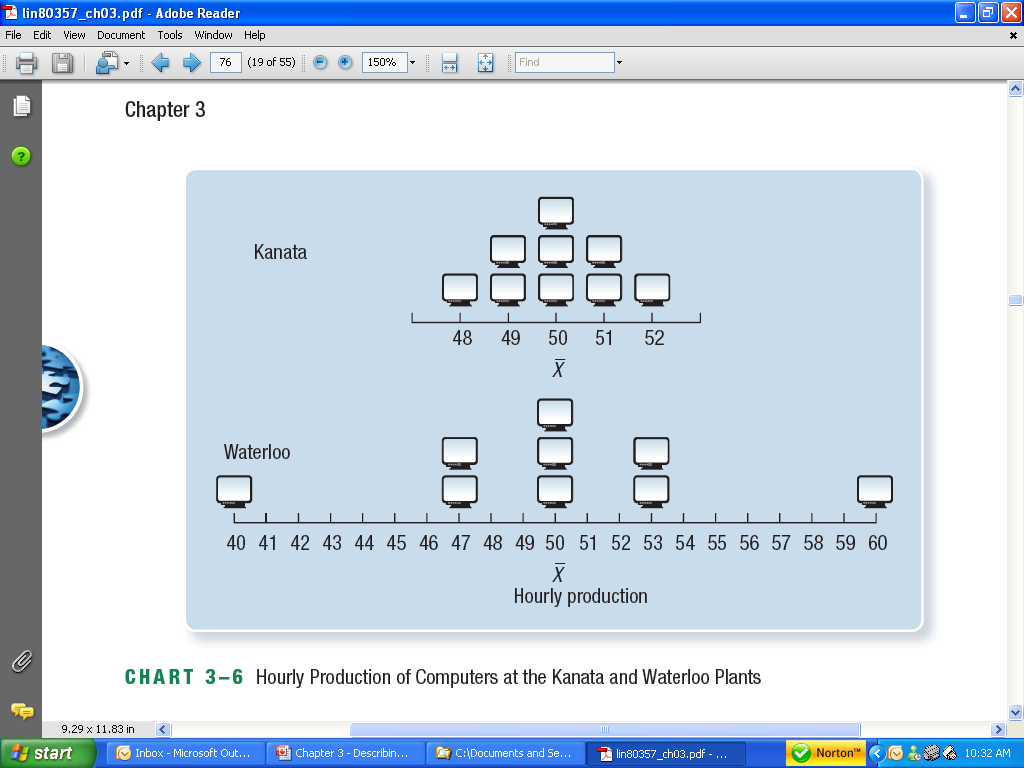 lin80357_ch03.pdf - Adobe Reader
File Edit View Document Tools Window Help
76 (19 of 55) 150% Find
Chapter 3
Kanata
48 49 50 51 52
X̅
Waterloo
40 41 42 43 44 45 46 47 48 49 50 51 52 53 54 55 56 57 58 59 60
X̅
Hourly production
CHART 3–6 Hourly Production of Computers at the Kanata and Waterloo Plants
9.29 x 11.83 in
start Inbox - Microsoft Out... Chapter 3 - Describin... C:\Documents and Se... lin80357_ch03.pdf - ... Norton™ 10:32 AM